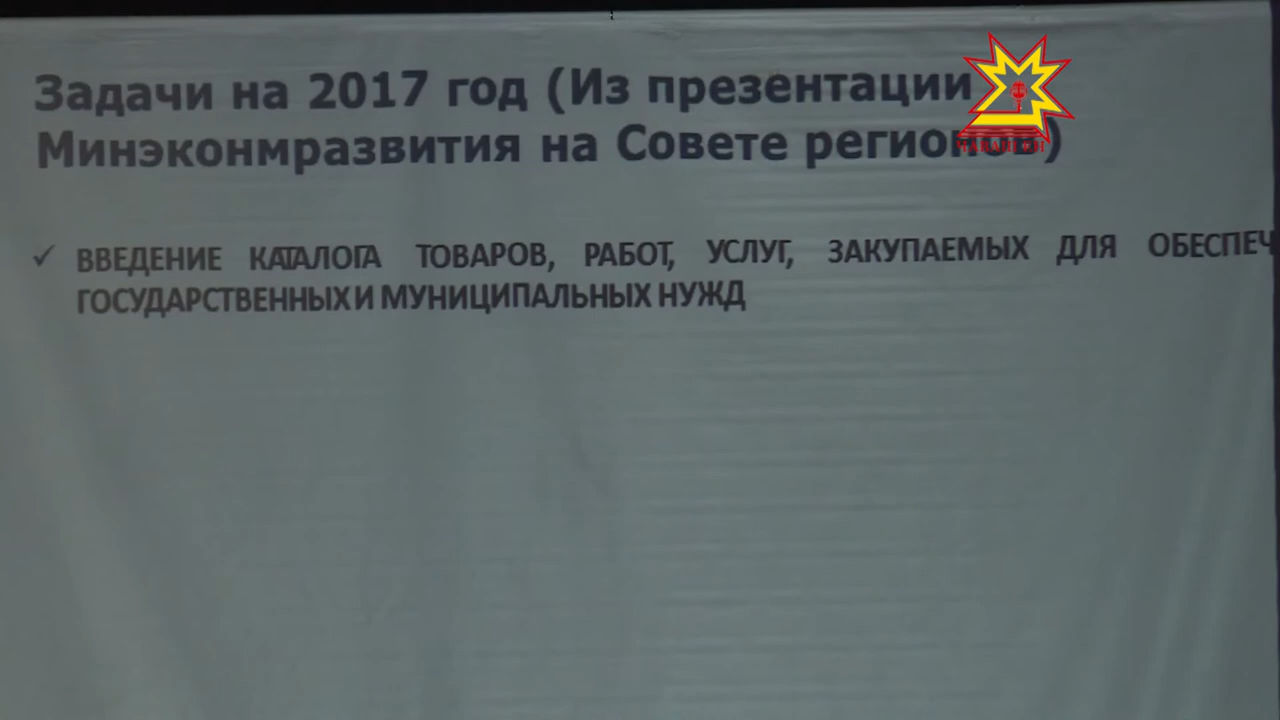 Задачи на 2017 год (Из презентации
Минэконмразвития на Совете регионов)
✓ ВВЕДЕНИЕ КАТАЛОГА ТОВАРОВ, РАБОТ, УСЛУГ, ЗАКУПАЕМЫХ ДЛЯ ОБЕСПЕЧ
ГОСУДАРСТВЕННЫХ И МУНИЦИПАЛЬНЫХ НУЖД